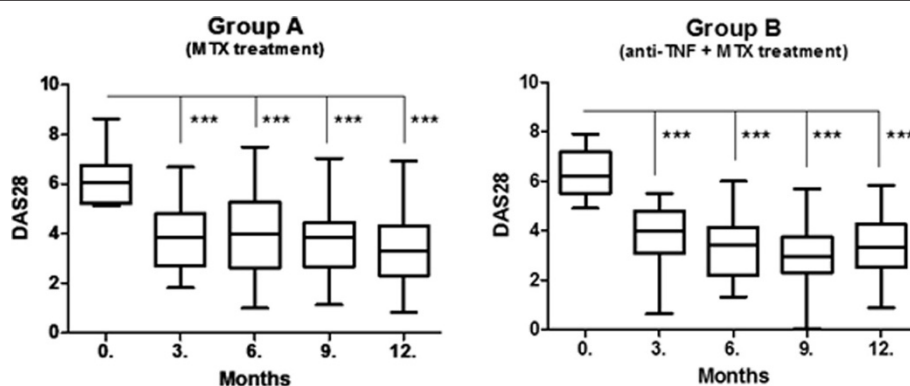 Group A
(MTX treatment)
10
8
6
4
2
0
DAS28
*** *** *** ***
0. 3. 6. 9. 12.
Months
Group B
(anti-TNF + MTX treatment)
10
8
6
4
2
0
DAS28
*** *** *** ***
0. 3. 6. 9. 12.
Months